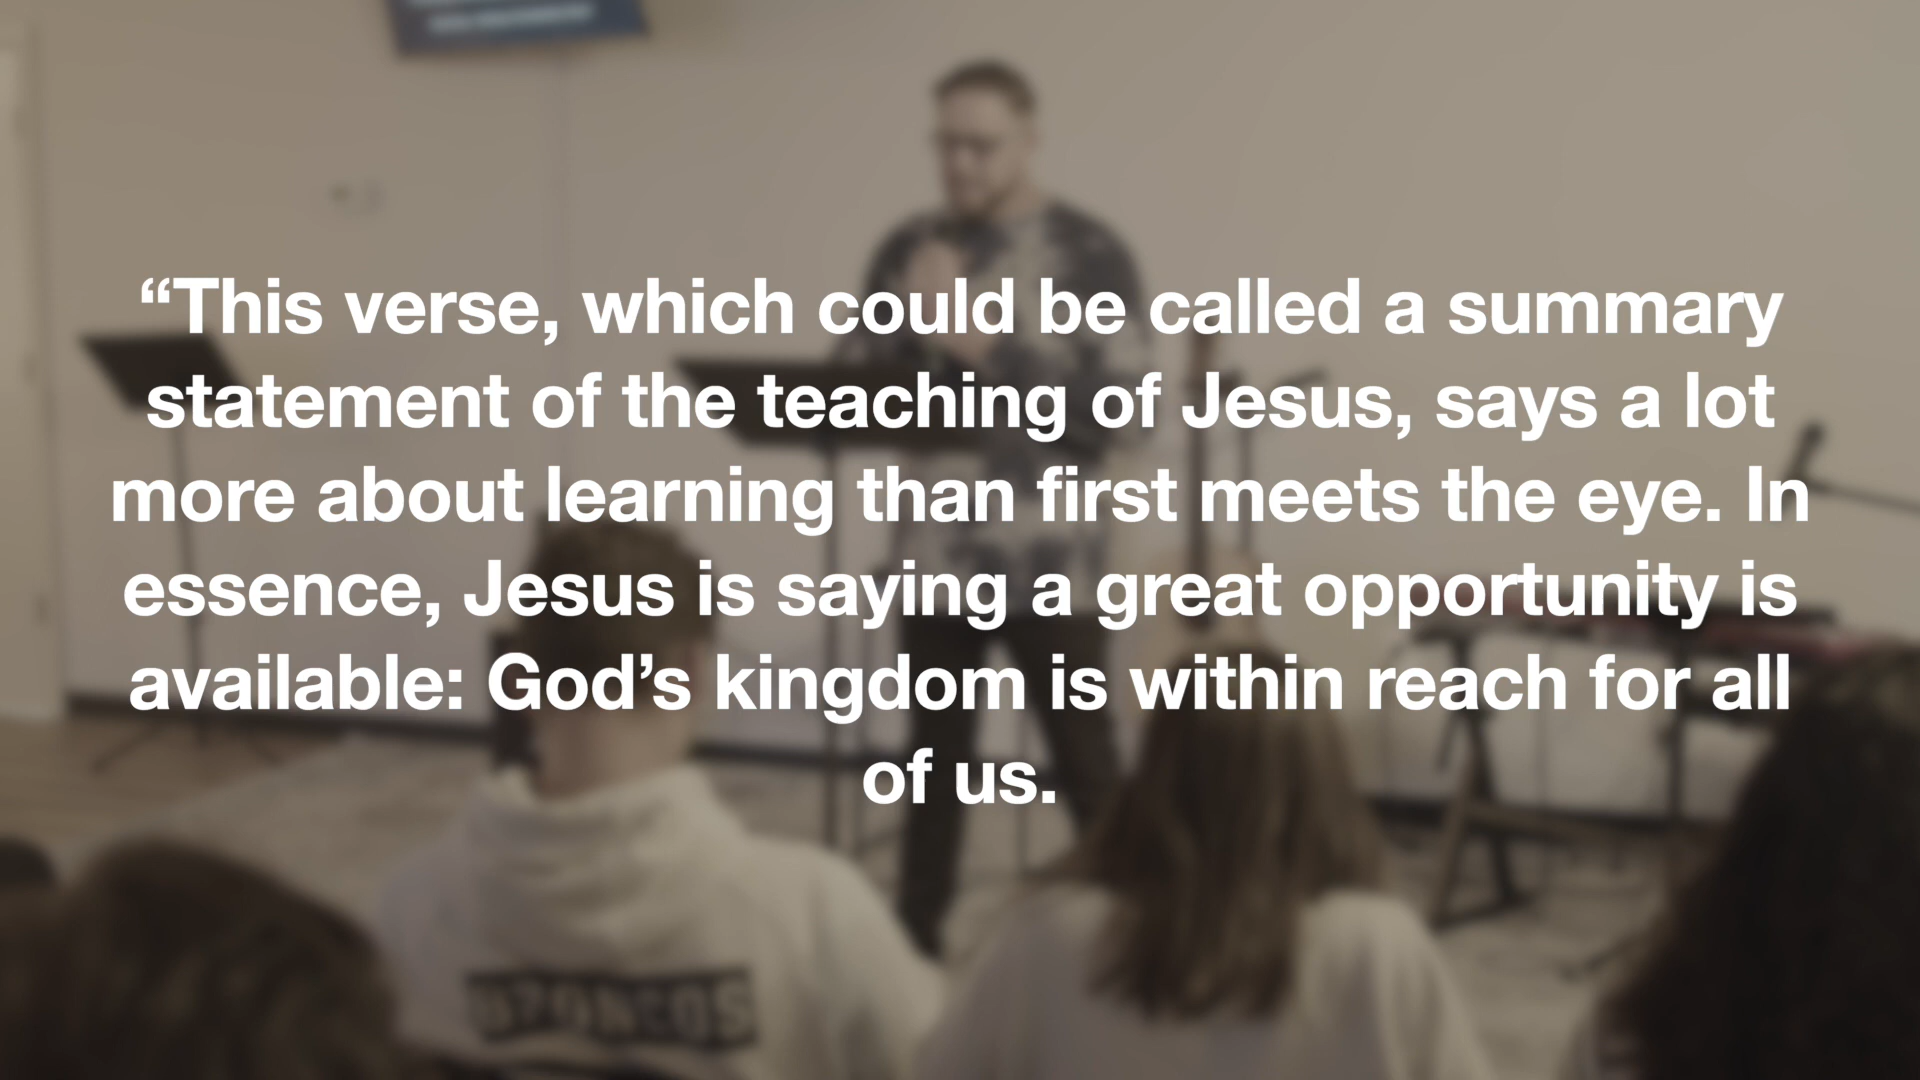 “This verse, which could be called a summary
statement of the teaching of Jesus, says a lot
more about learning than first meets the eye. In
essence, Jesus is saying a great opportunity is
available: God’s kingdom is within reach for all
of us.
BRONCOS